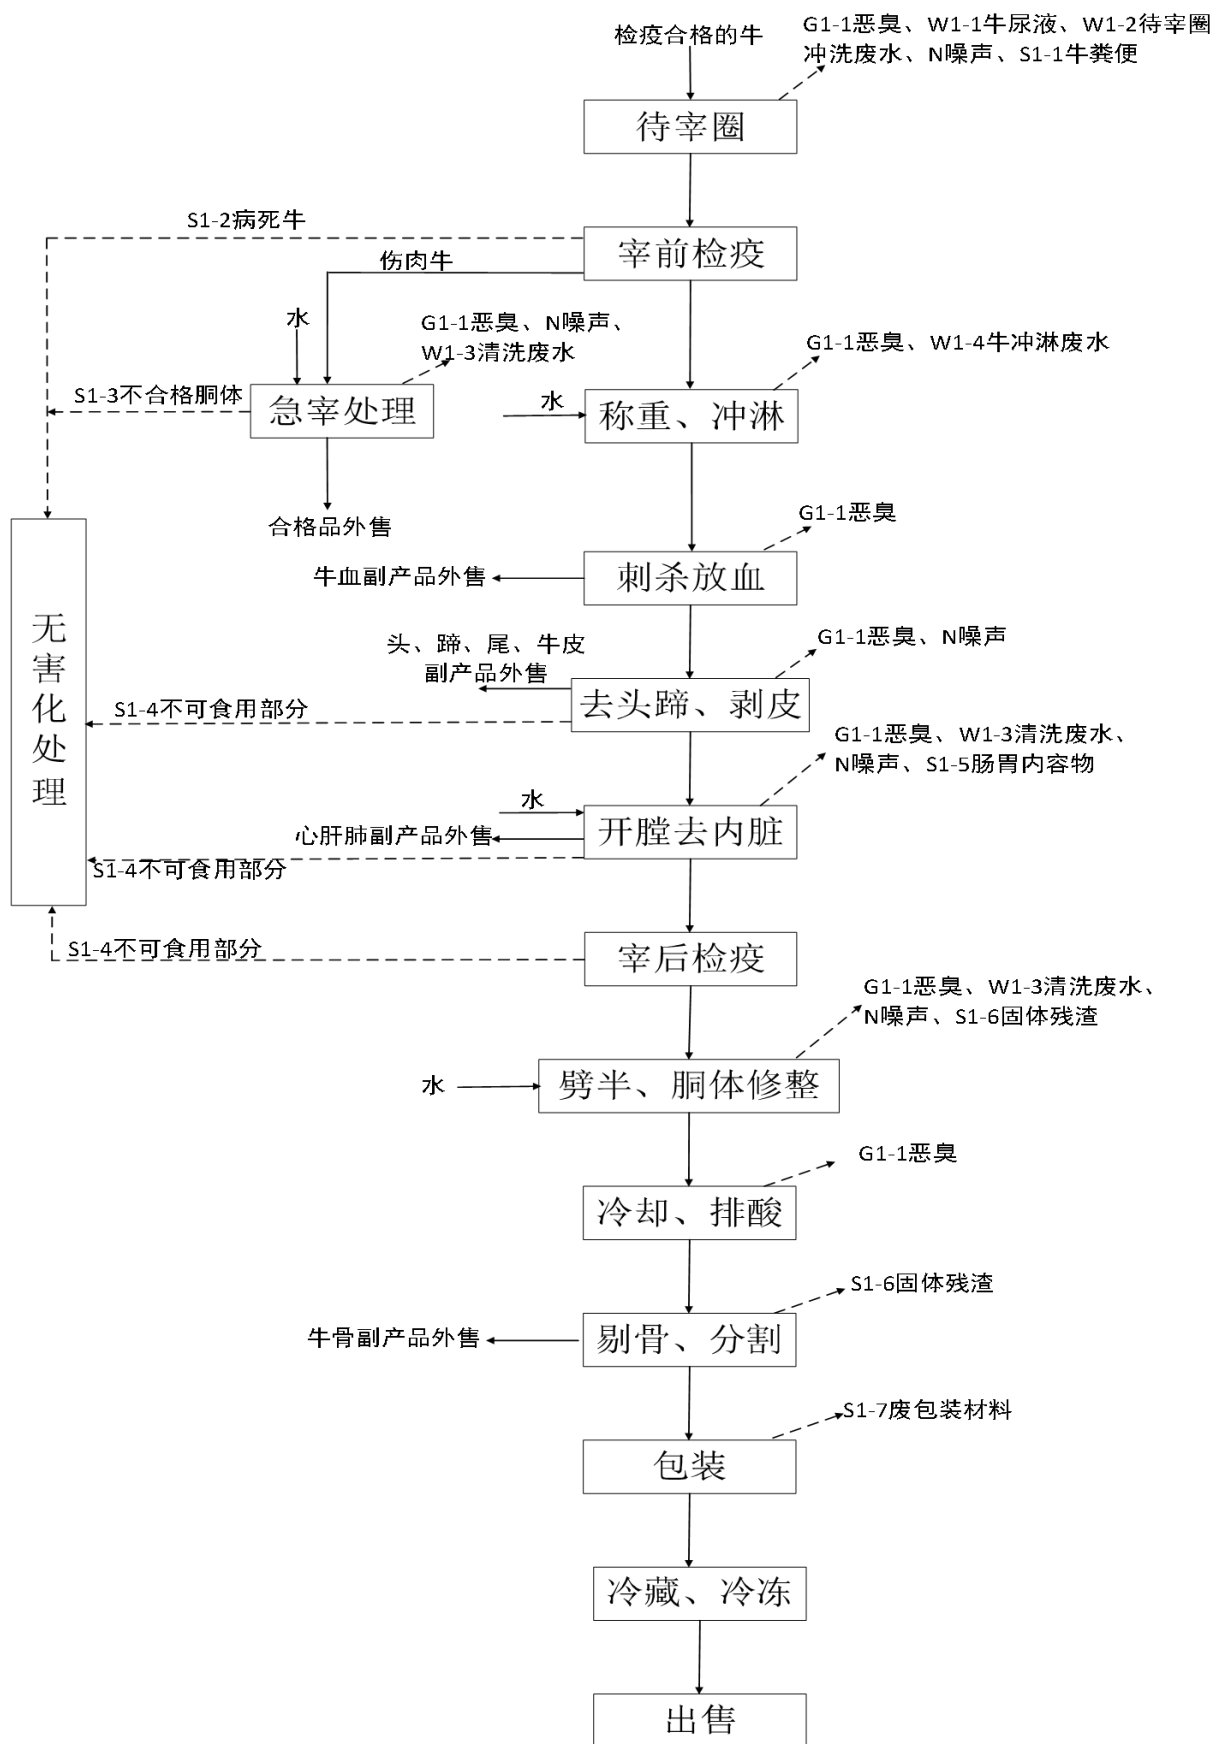 检疫合格的牛
G1-1恶臭、W1-1牛尿液、W1-2待宰圈
冲洗废水、N噪声、S1-1牛粪便
待宰圈
S1-2病死牛
宰前检疫
伤肉牛
水
G1-1恶臭、N噪声、
W1-3清洗废水
G1-1恶臭、W1-4牛冲淋废水
S1-3不合格胴体
急宰处理
水
称重、冲淋
合格品外售
G1-1恶臭
牛血副产品外售
刺杀放血
无害化处理
头、蹄、尾、牛皮
副产品外售
G1-1恶臭、N噪声
S1-4不可食用部分
去头蹄、剥皮
G1-1恶臭、W1-3清洗废水、
N噪声、S1-5肠胃内容物
水
心肝肺副产品外售
开膛去内脏
S1-4不可食用部分
S1-4不可食用部分
宰后检疫
G1-1恶臭、W1-3清洗废水、
N噪声、S1-6固体残渣
水
劈半、胴体修整
G1-1恶臭
冷却、排酸
S1-6固体残渣
牛骨副产品外售
剔骨、分割
S1-7废包装材料
包装
冷藏、冷冻
出售